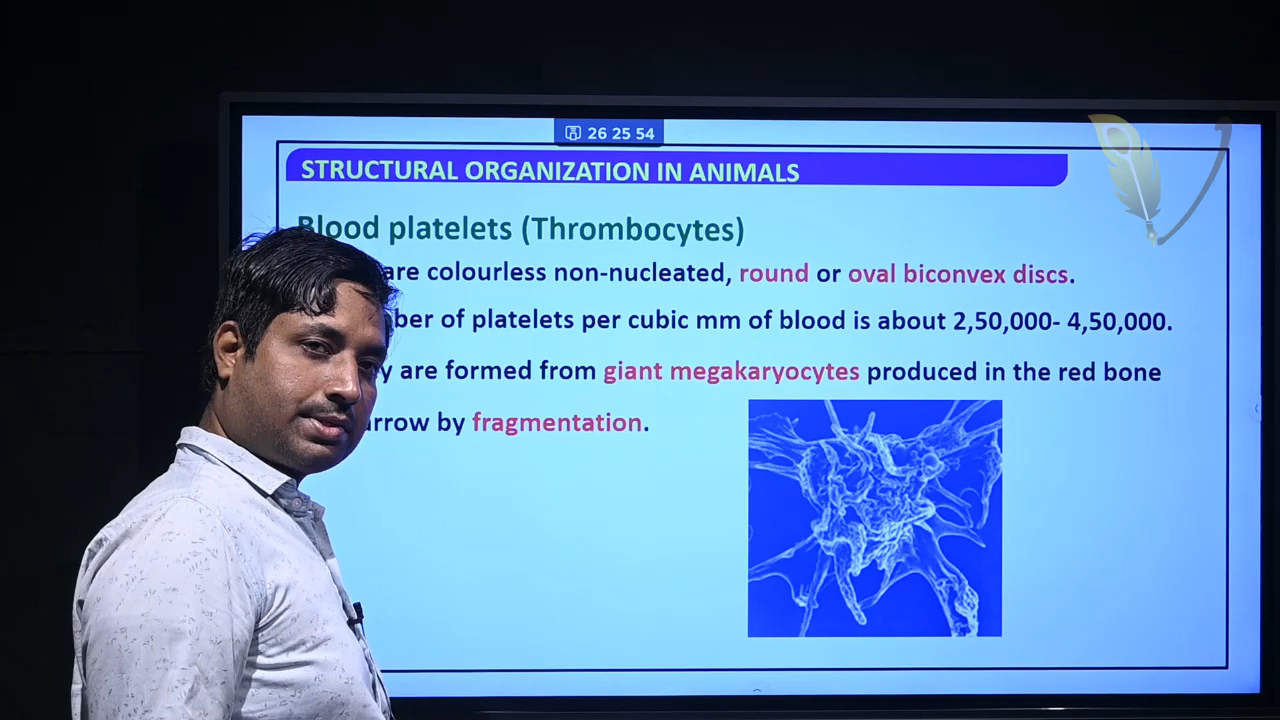 26 25 54
STRUCTURAL ORGANIZATION IN ANIMALS
Blood platelets (Thrombocytes)
are colourless non-nucleated, round or oval biconvex discs.
of platelets per cubic mm of blood is about 2,50,000- 4,50,000.
are formed from giant megakaryocytes produced in the red bone
by fragmentation.